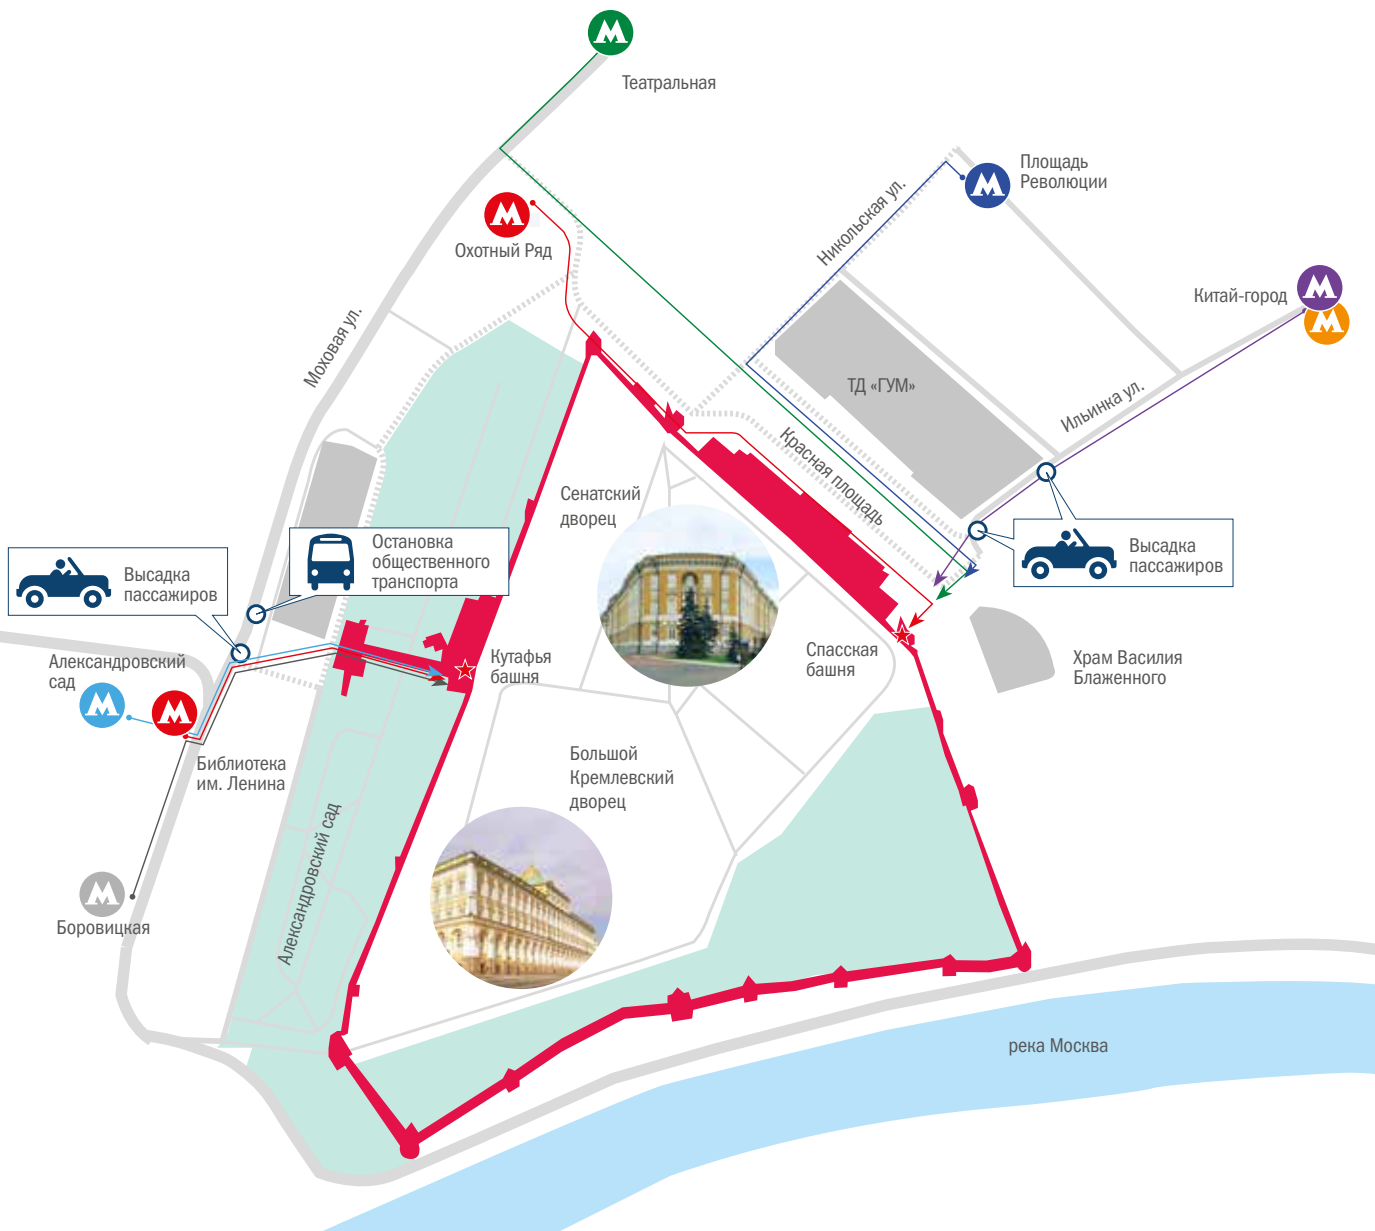 Театральная
Площадь
Революции
Никольская ул.
Охотный Ряд
Китай-город
Моховая ул.
ТД «ГУМ»
Ильинка ул.
Красная площадь
Сенатский
дворец
Остановка
общественного
транспорта
Высадка
пассажиров
Высадка
пассажиров
Александровский
сад
Кутафья
башня
Спасская
башня
Храм Василия
Блаженного
Библиотека
им. Ленина
Большой
Кремлевский
дворец
Александровский сад
Боровицкая
река Москва